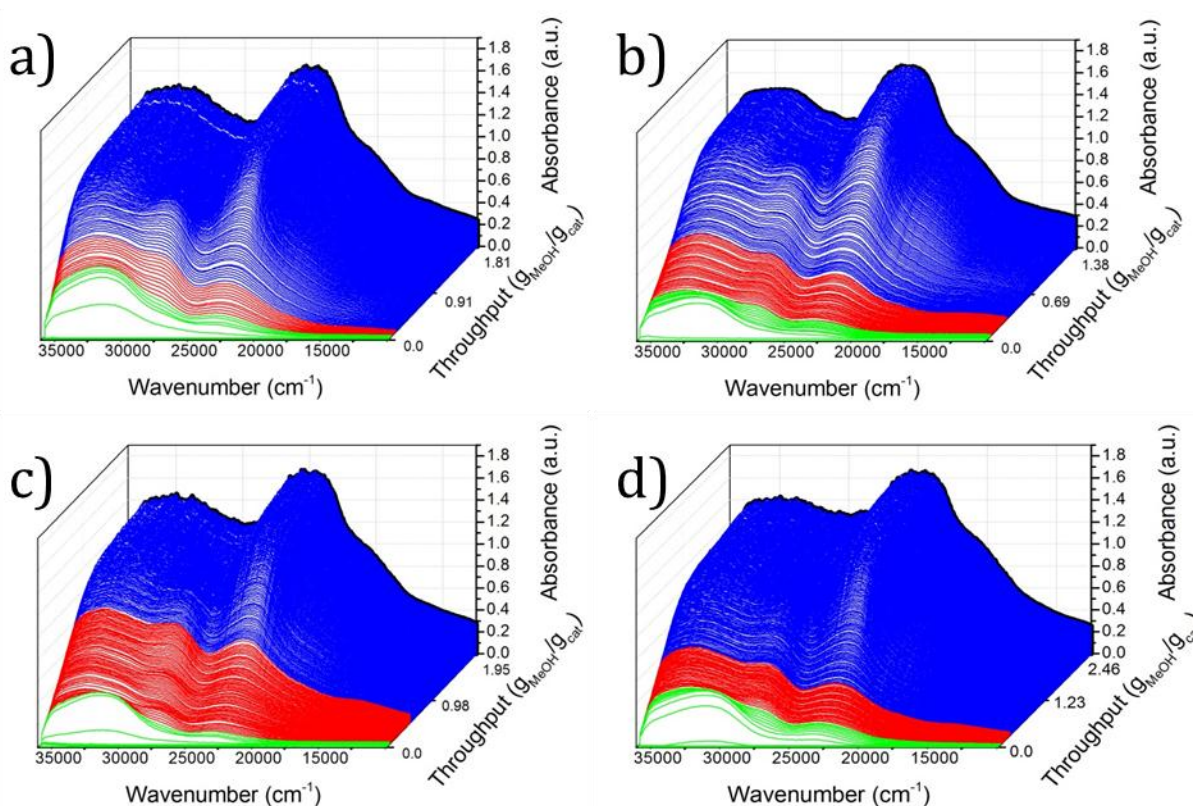 a)
1.8
1.6
1.4
1.2
1.0
0.8
0.6
0.4
0.2
0.0
Absorbance (a.u.)
1.81
0.91
0.0
Throughput (gMeOH/gcat)
35000 30000 25000 20000 15000
Wavenumber (cm-1)
b)
1.8
1.6
1.4
1.2
1.0
0.8
0.6
0.4
0.2
0.0
Absorbance (a.u.)
1.38
0.69
0.0
Throughput (gMeOH/gcat)
35000 30000 25000 20000 15000
Wavenumber (cm-1)
c)
1.8
1.6
1.4
1.2
1.0
0.8
0.6
0.4
0.2
0.0
Absorbance (a.u.)
1.95
0.98
0.0
Throughput (gMeOH/gcat)
35000 30000 25000 20000 15000
Wavenumber (cm-1)
d)
1.8
1.6
1.4
1.2
1.0
0.8
0.6
0.4
0.2
0.0
Absorbance (a.u.)
2.46
1.23
0.0
Throughput (gMeOH/gcat)
35000 30000 25000 20000 15000
Wavenumber (cm-1)